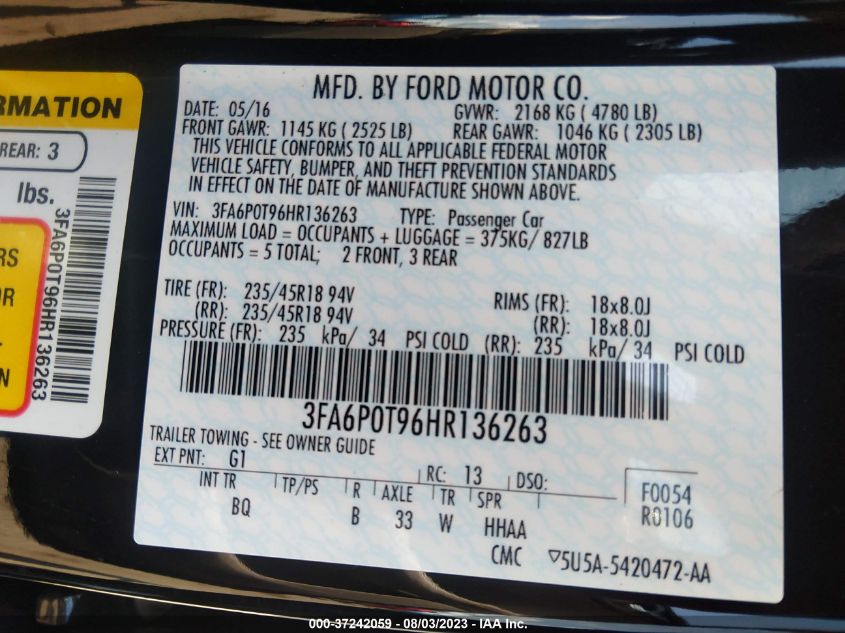 RMATION
REAR: 3
lbs.
RS
OR
N
3FA6P0T96HR136263
MFD. BY FORD MOTOR CO.
DATE: 05/16 GVWR: 2168 KG ( 4780 LB)
FRONT GAWR: 1145 KG ( 2525 LB) REAR GAWR: 1046 KG ( 2305 LB)
THIS VEHICLE CONFORMS TO ALL APPLICABLE FEDERAL MOTOR
VEHICLE SAFETY, BUMPER, AND THEFT PREVENTION STANDARDS
IN EFFECT ON THE DATE OF MANUFACTURE SHOWN ABOVE.
VIN: 3FA6P0T96HR136263 TYPE: Passenger Car
MAXIMUM LOAD = OCCUPANTS + LUGGAGE = 375KG/ 827LB
OCCUPANTS = 5 TOTAL; 2 FRONT, 3 REAR
TIRE (FR): 235/45R18 94V RIMS (FR): 18x8.0J
(RR): 235/45R18 94V (RR): 18x8.0J
PRESSURE (FR): 235 kPa/ 34 PSI COLD (RR): 235 kPa/ 34 PSI COLD
3FA6P0T96HR136263
TRAILER TOWING - SEE OWNER GUIDE
EXT PNT: G1 RC: 13 DSO:
INT TR TP/PS R AXLE TR SPR
BQ B 33 W HHAA
F0054
R0106
CMC ▽5U5A-5420472-AA
000-37242059 - 08/03/2023 - © IAA Inc.